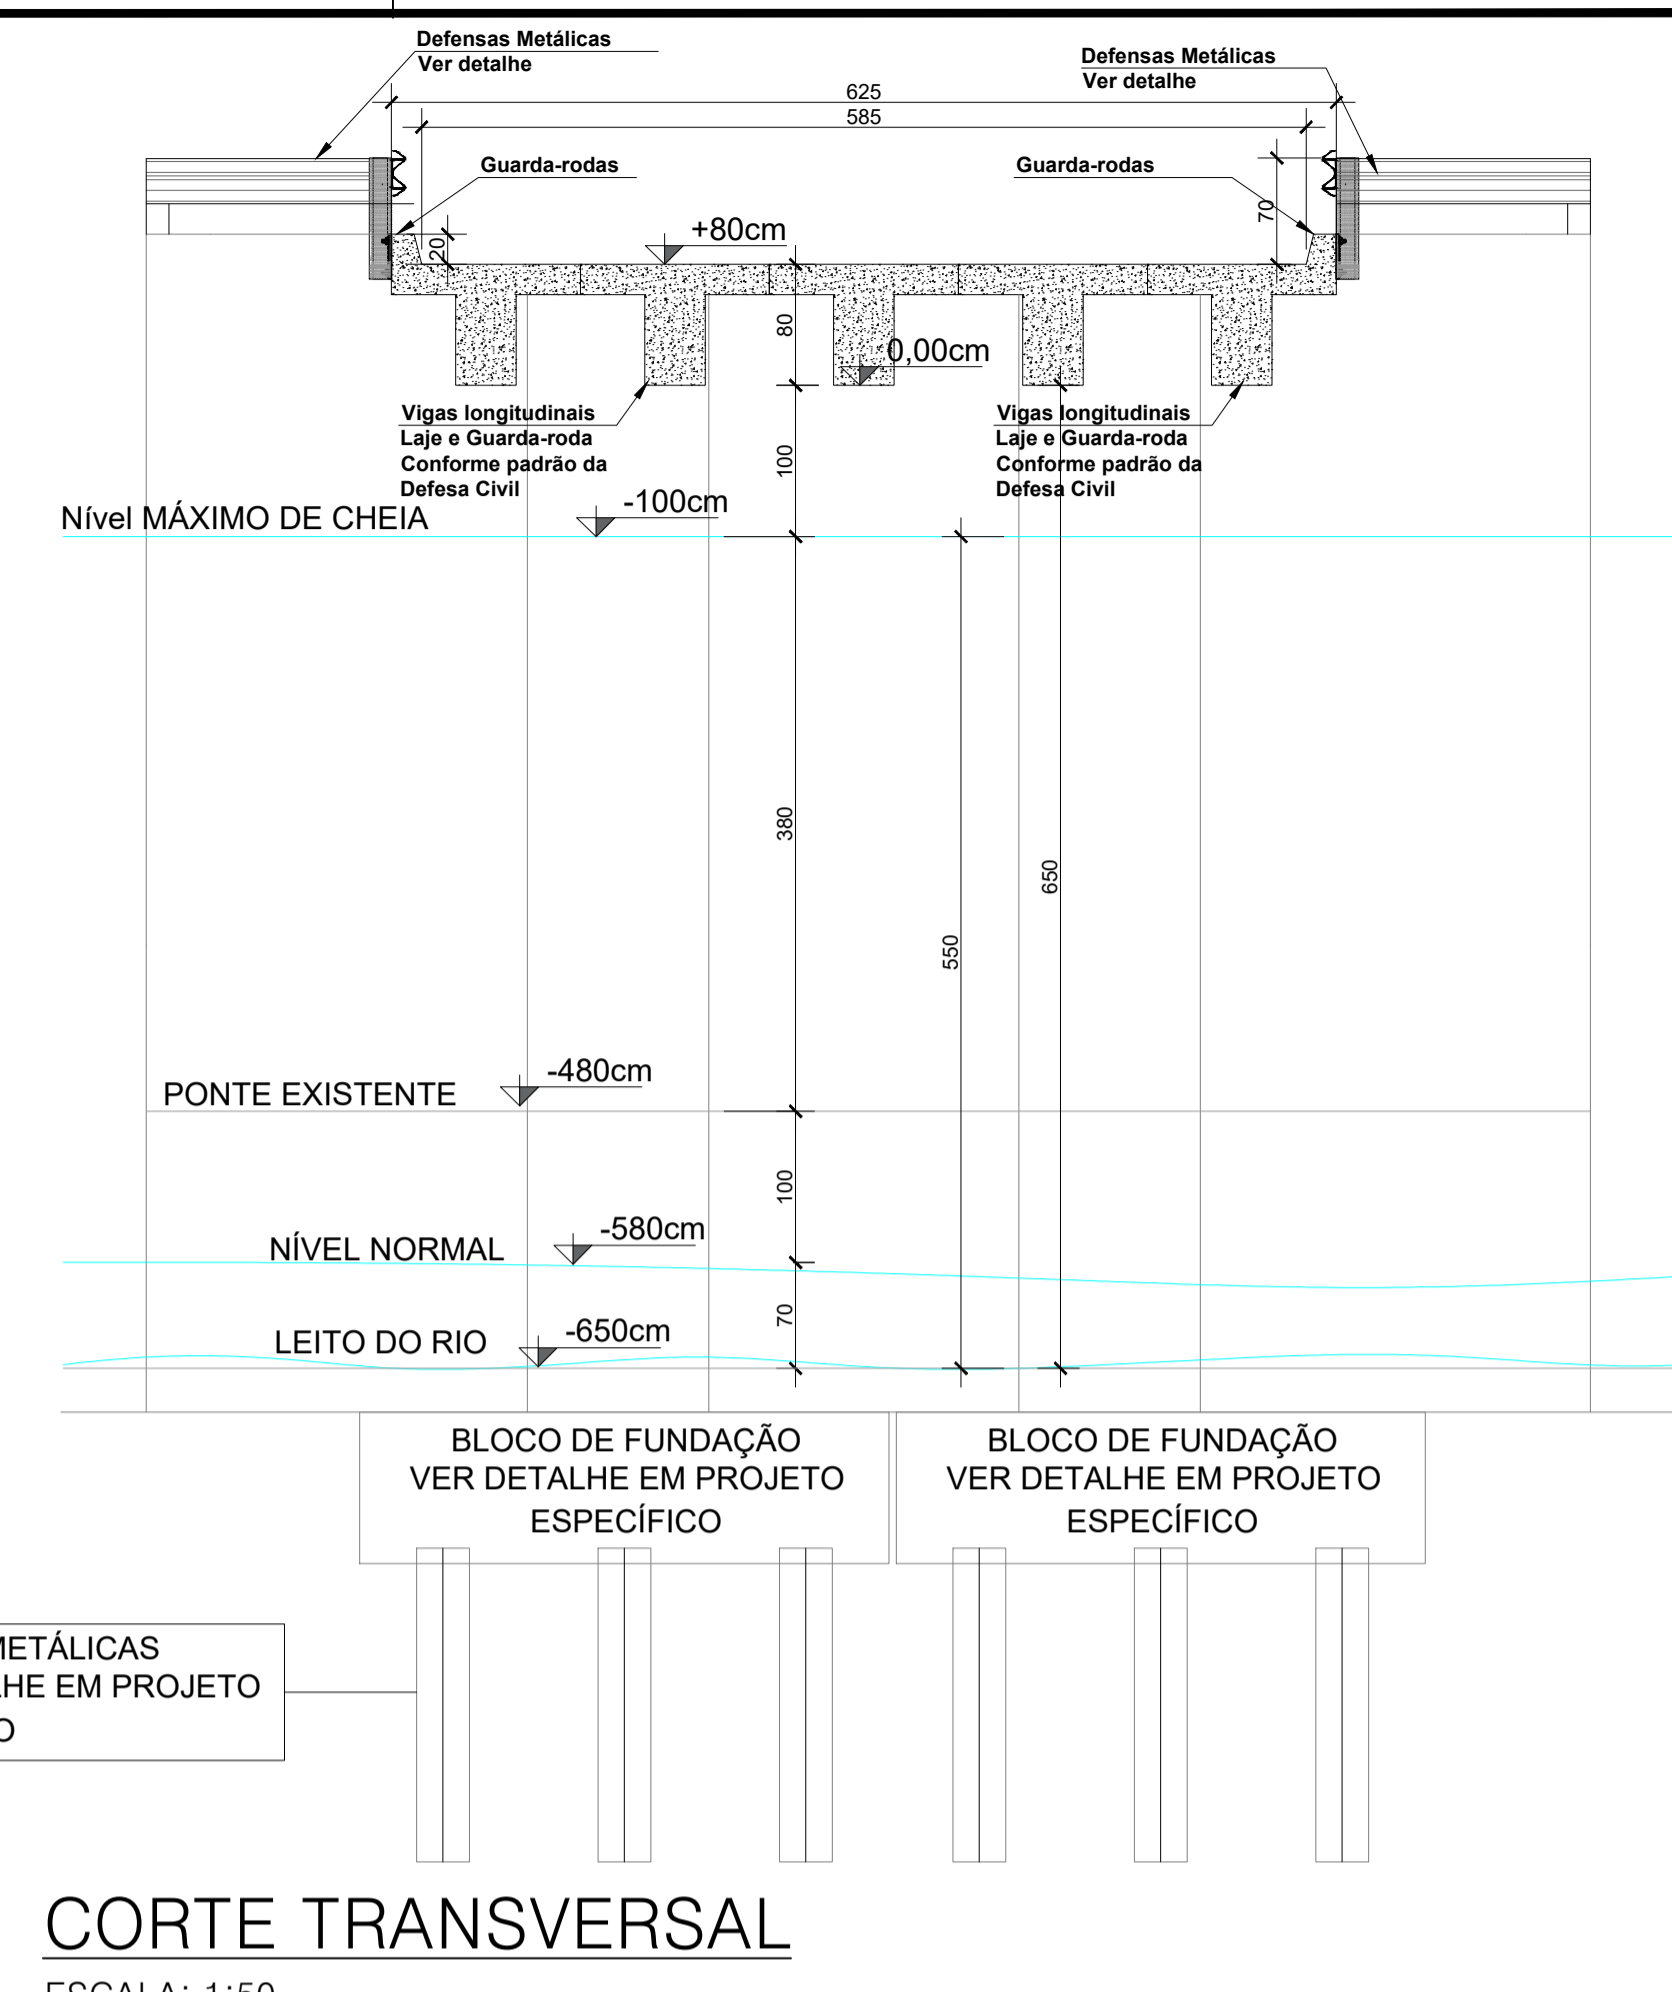 Defensas Metálicas
Ver detalhe
Defensas Metálicas
Ver detalhe
625
585
Guarda-rodas
Guarda-rodas
70
20
+80cm
80
0,00cm
Vigas longitudinais
Laje e Guarda-roda
Conforme padrão da
Defesa Civil
Vigas longitudinais
Laje e Guarda-roda
Conforme padrão da
Defesa Civil
100
-100cm
Nível MÁXIMO DE CHEIA
380
650
550
-480cm
PONTE EXISTENTE
100
-580cm
NÍVEL NORMAL
70
-650cm
LEITO DO RIO
BLOCO DE FUNDAÇÃO
VER DETALHE EM PROJETO
ESPECÍFICO
BLOCO DE FUNDAÇÃO
VER DETALHE EM PROJETO
ESPECÍFICO
METÁLICAS
LHE EM PROJETO
O
CORTE TRANSVERSAL
ESCALA: 1:50